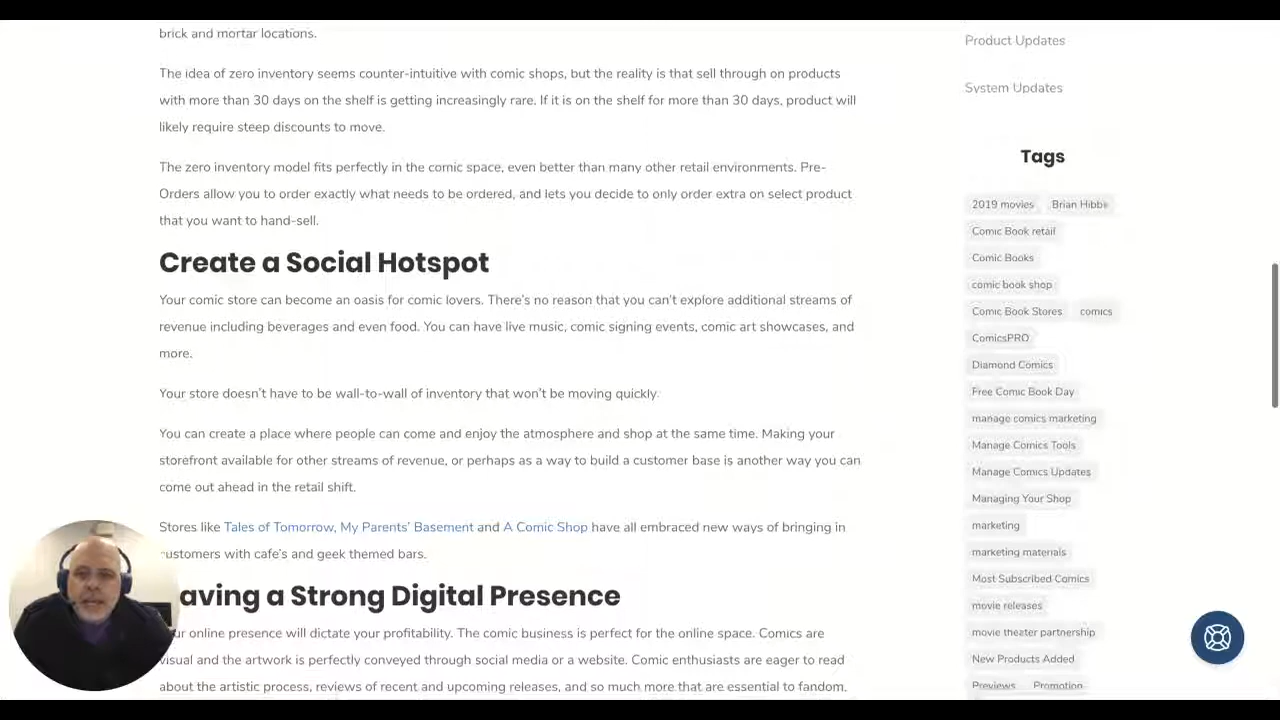 brick and mortar locations.
The idea of zero inventory seems counter-intuitive with comic shops, but the reality is that sell through on products
with more than 30 days on the shelf is getting increasingly rare. If it is on the shelf for more than 30 days, product will
likely require steep discounts to move.
The zero inventory model fits perfectly in the comic space, even better than many other retail environments. Pre-
Orders allow you to order exactly what needs to be ordered, and lets you decide to only order extra on select product
that you want to hand-sell.
Create a Social Hotspot
Your comic store can become an oasis for comic lovers. There's no reason that you can't explore additional streams of
revenue including beverages and even food. You can have live music, comic signing events, comic art showcases, and
more.
Your store doesn't have to be wall-to-wall of inventory that won't be moving quickly.
You can create a place where people can come and enjoy the atmosphere and shop at the same time. Making your
storefront available for other streams of revenue, or perhaps as a way to build a customer base is another way you can
come out ahead in the retail shift.
Stores like Tales of Tomorrow, My Parents' Basement and A Comic Shop have all embraced new ways of bringing in
customers with cafe's and geek themed bars.
aving a Strong Digital Presence
ur online presence will dictate your profitability. The comic business is perfect for the online space. Comics are
visual and the artwork is perfectly conveyed through social media or a website. Comic enthusiasts are eager to read
about the artistic process, reviews of recent and upcoming releases, and so much more that are essential to fandom.
Product Updates
System Updates
Tags
2019 movies Brian Hibbs
Comic Book retail
Comic Books
comic book shop
Comic Book Stores comics
ComicsPRO
Diamond Comics
Free Comic Book Day
manage comics marketing
Manage Comics Tools
Manage Comics Updates
Managing Your Shop
marketing
marketing materials
Most Subscribed Comics
movie releases
movie theater partnership
New Products Added
Previews Promotion